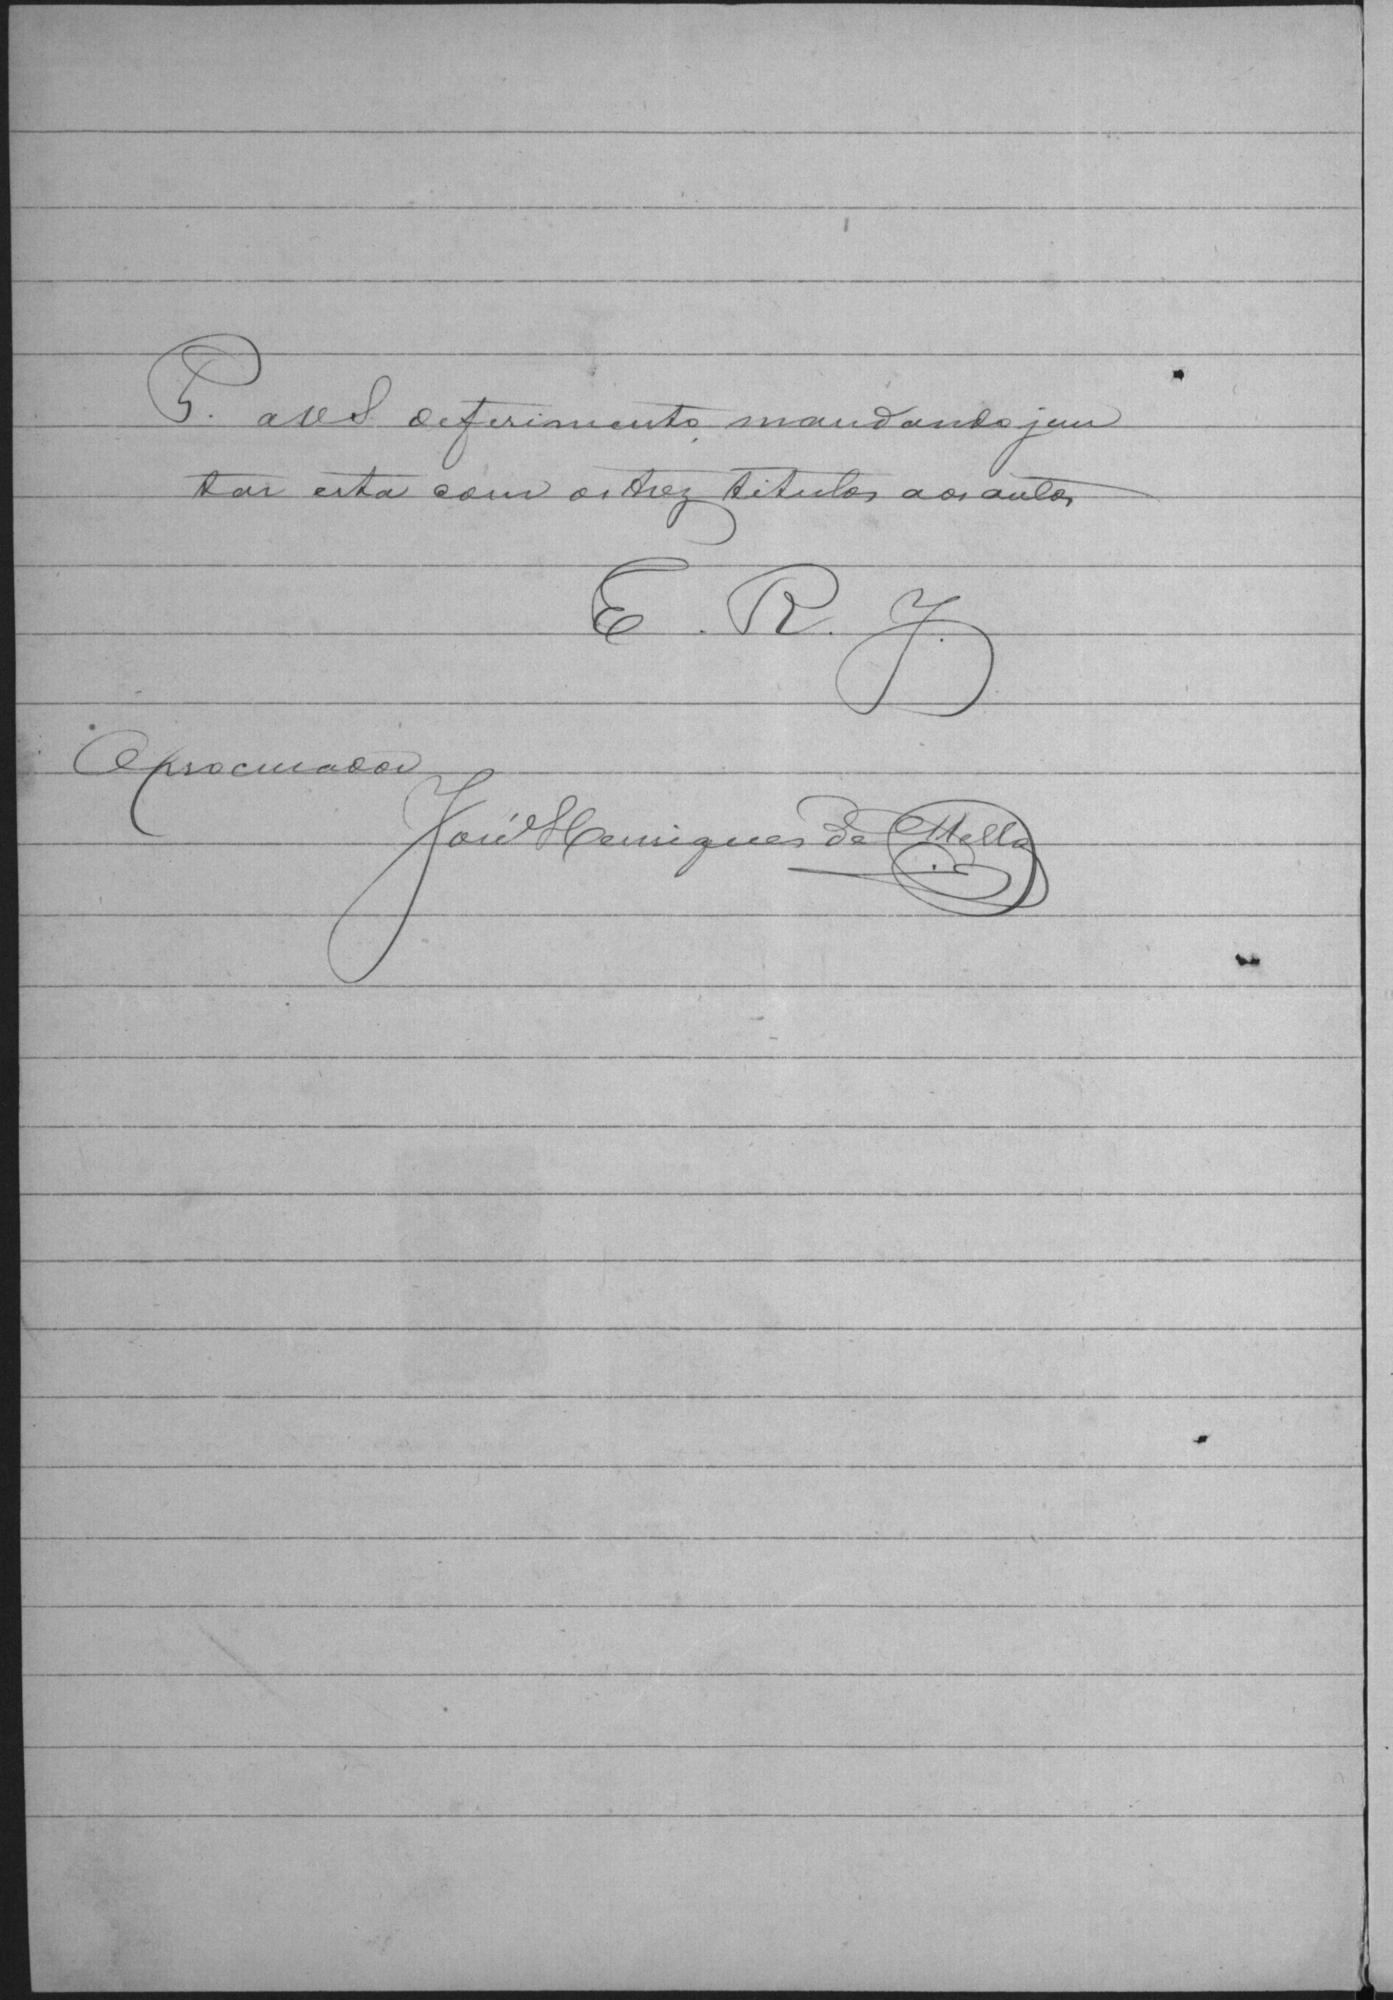 P. a V S deferimento, mandando jun
tar esta com os trez titulos aos autos
E. R. J.
O procurador
José Henriques de Mello